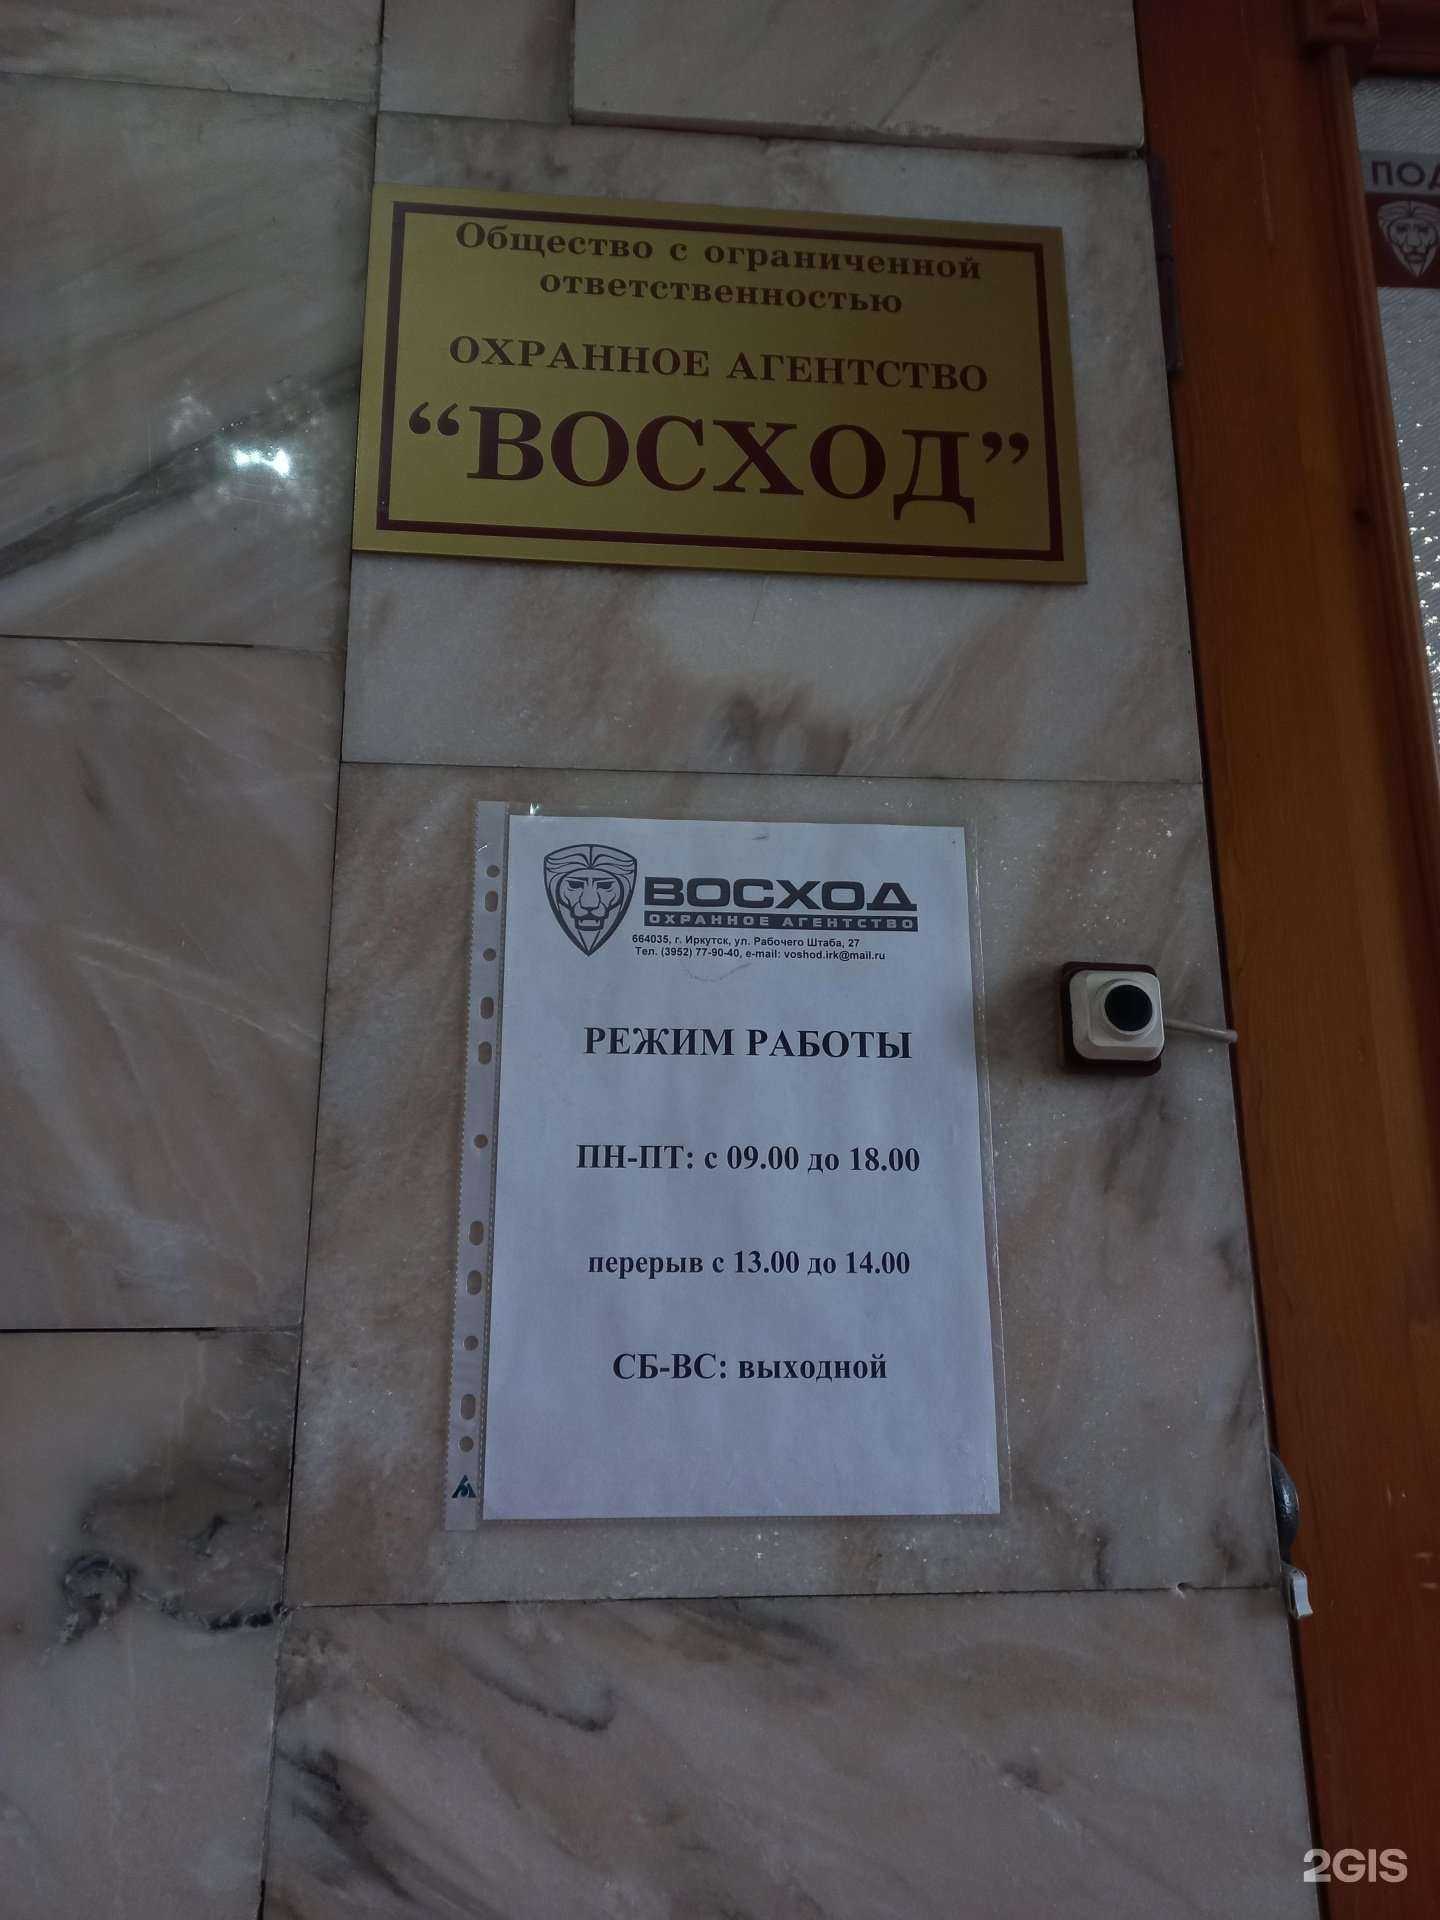 Общество с ограниченной
ответственностью
ОХРАННОЕ АГЕНТСТВО
“ВОСХОД”
ПОД
ВОСХОД
ОХРАННОЕ АГЕНТСТВО
664035, г. Иркутск, ул. Рабочего Штаба, 27
Тел. (3952) 77-90-40, e-mail: voshod.irk@mail.ru
РЕЖИМ РАБОТЫ
ПН-ПТ: с 09.00 до 18.00
перерыв с 13.00 до 14.00
СБ-ВС: выходной
2GIS